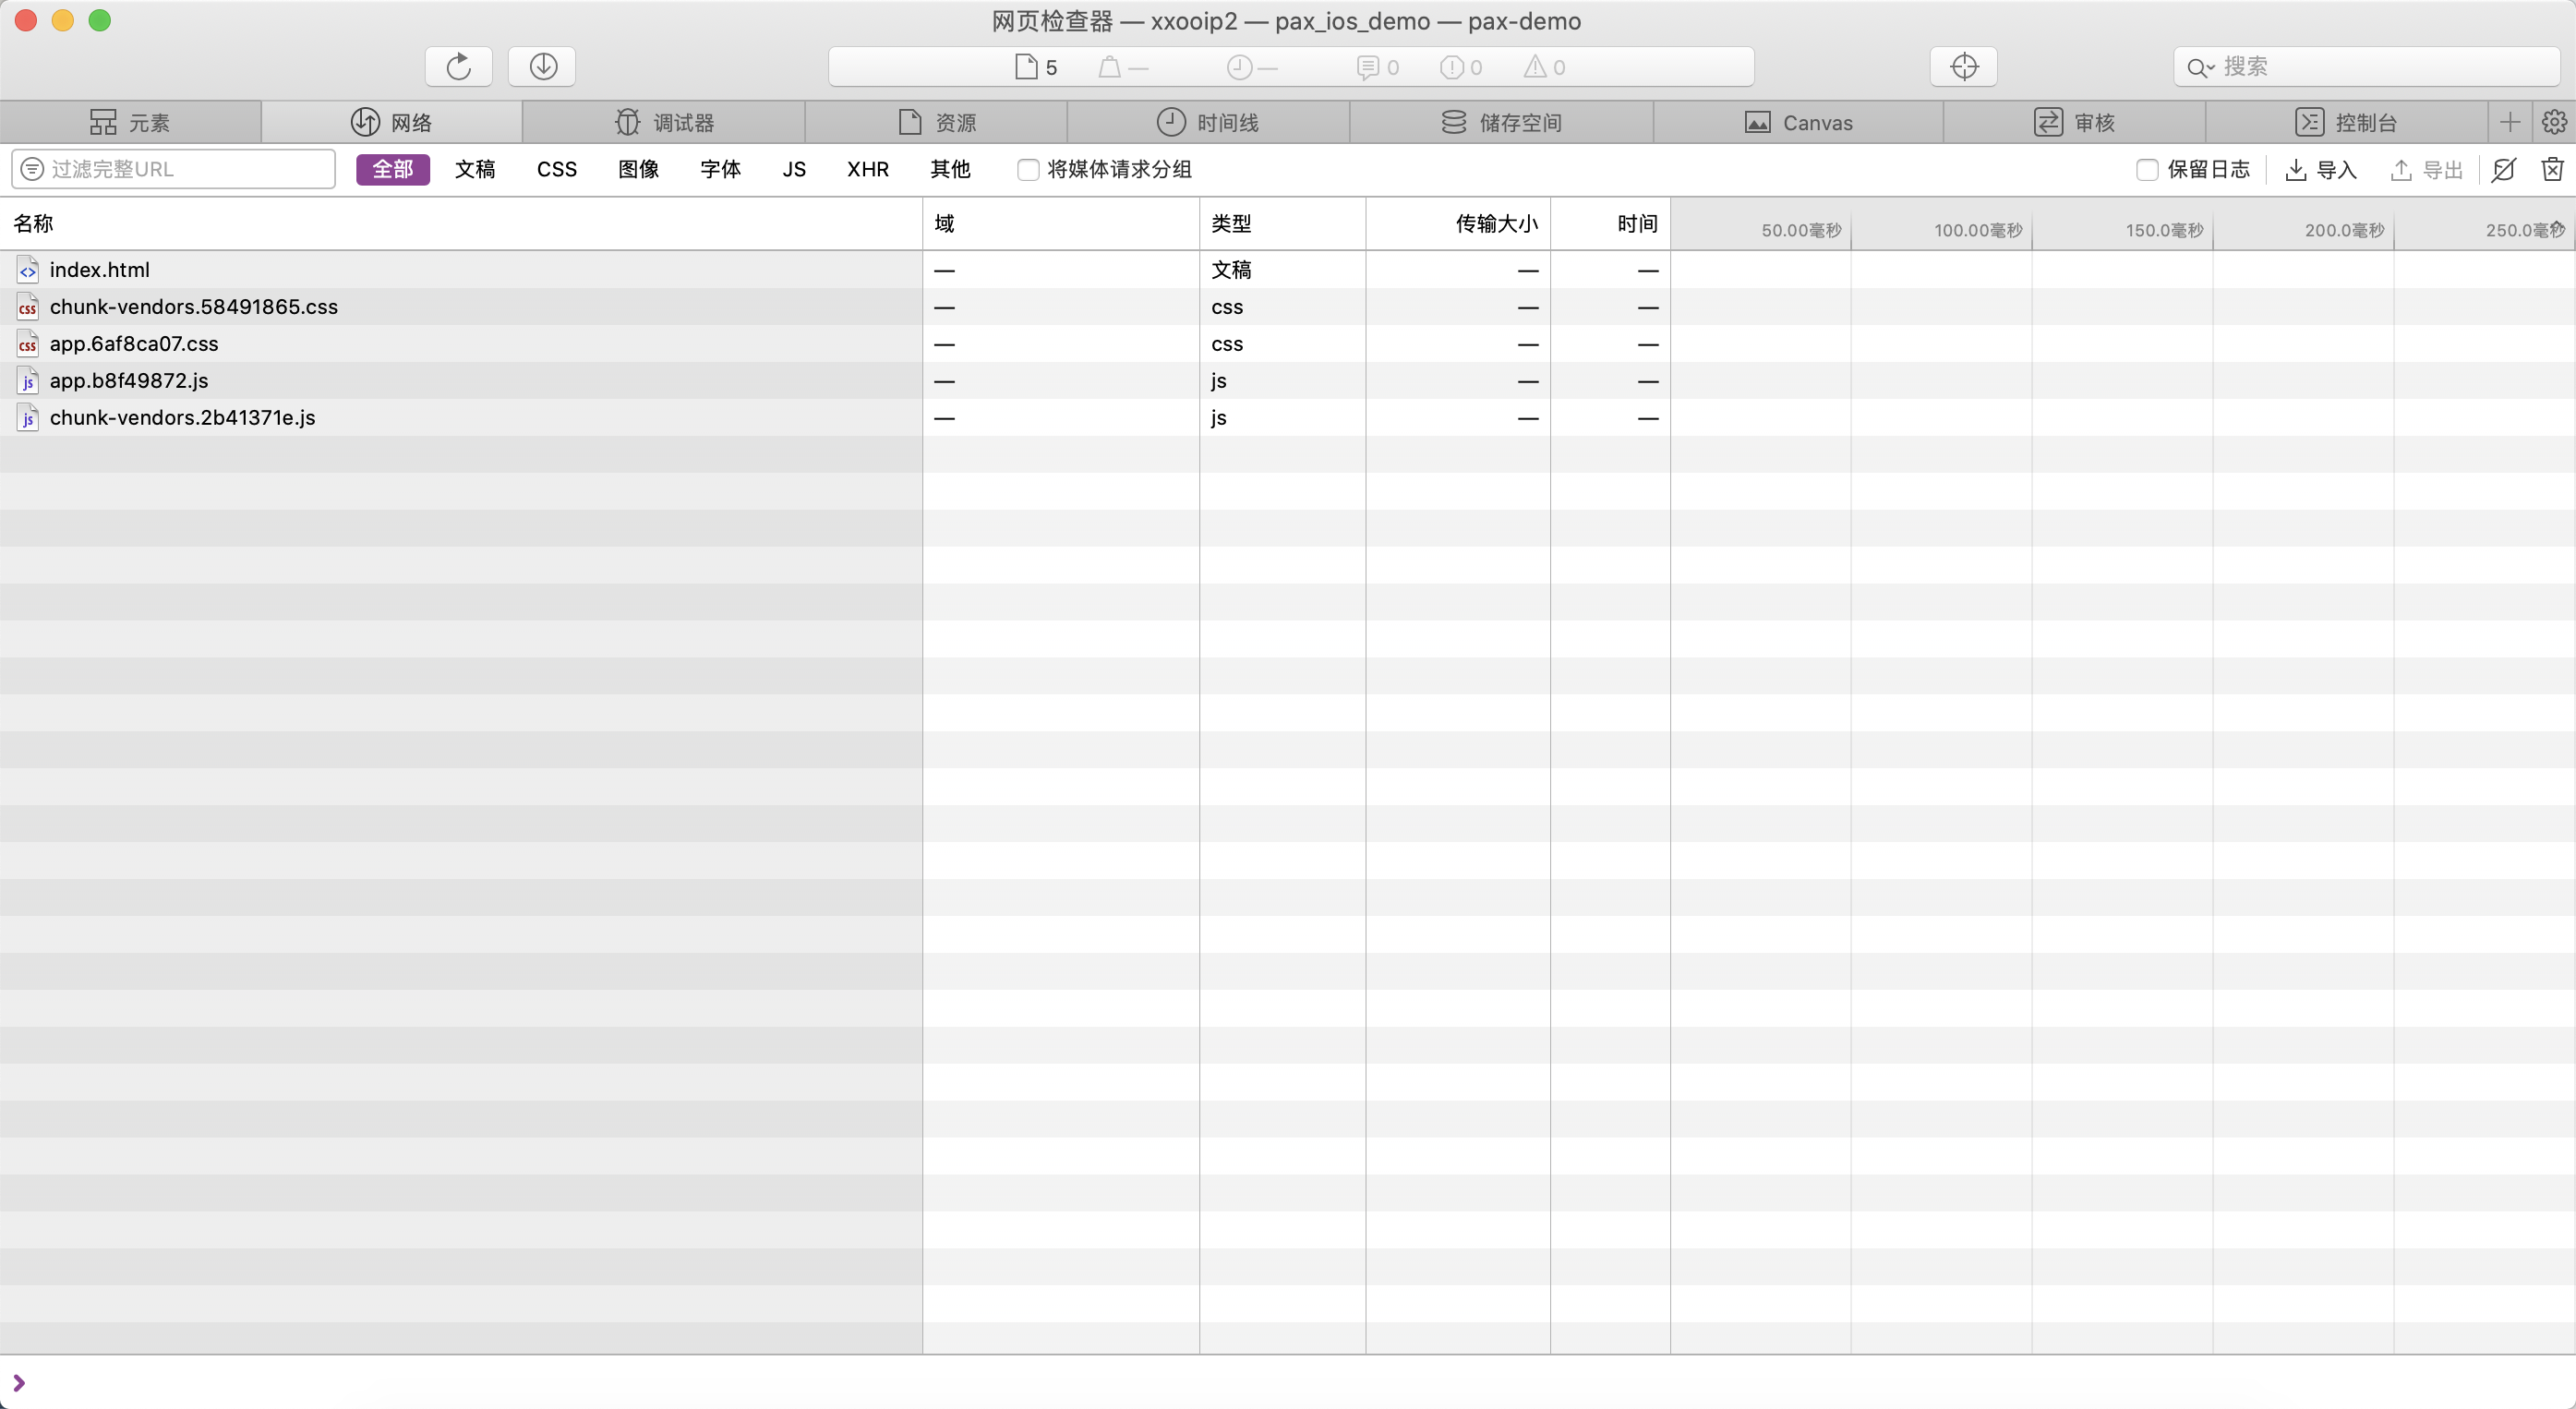 网页检查器 — xxooip2 — pax_ios_demo — pax-demo
5 — — 0 0 0 搜索
元素 网络 调试器 资源 时间线 储存空间 Canvas 审核 控制台
过滤完整URL 全部 文稿 CSS 图像 字体 JS XHR 其他 将媒体请求分组 保留日志 导入 导出
名称 域 类型 传输大小 时间 50.00毫秒 100.00毫秒 150.0毫秒 200.0毫秒 250.0毫秒
<> index.html — 文稿 — —
css chunk-vendors.58491865.css — css — —
css app.6af8ca07.css — css — —
js app.b8f49872.js — js — —
js chunk-vendors.2b41371e.js — js — —